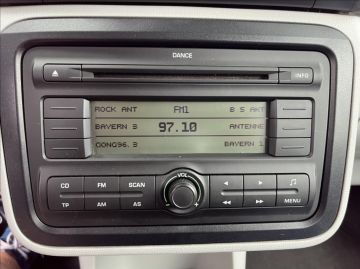 DANCE
INFO
ROCK ANT FM1 B 5 AKT
BAYERN 3 97.10 ANTENNE
GONG96.3 BAYERN 1
CD FM SCAN VOL
TP AM AS MENU